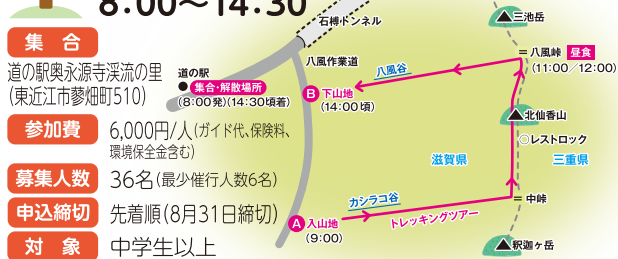 8:00〜14:30
集　合
道の駅奥永源寺渓流の里
(東近江市蓼畑町510)
参加費
6,000円/人(ガイド代、保険料、
環境保全金含む)
募集人数
36名(最少催行人数6名)
申込締切
先着順(8月31日締切)
対　象
中学生以上
石榑トンネル
三池岳
八風峠 昼食
(11:00／12:00)
八風作業道
八風谷
道の駅
集合・解散場所
(8:00発)(14:30頃着)
B 下山地
(14:00頃)
北仙香山
レストロック
滋賀県
三重県
カシラコ谷
中峠
トレッキングツアー
A 入山地
(9:00)
釈迦ヶ岳